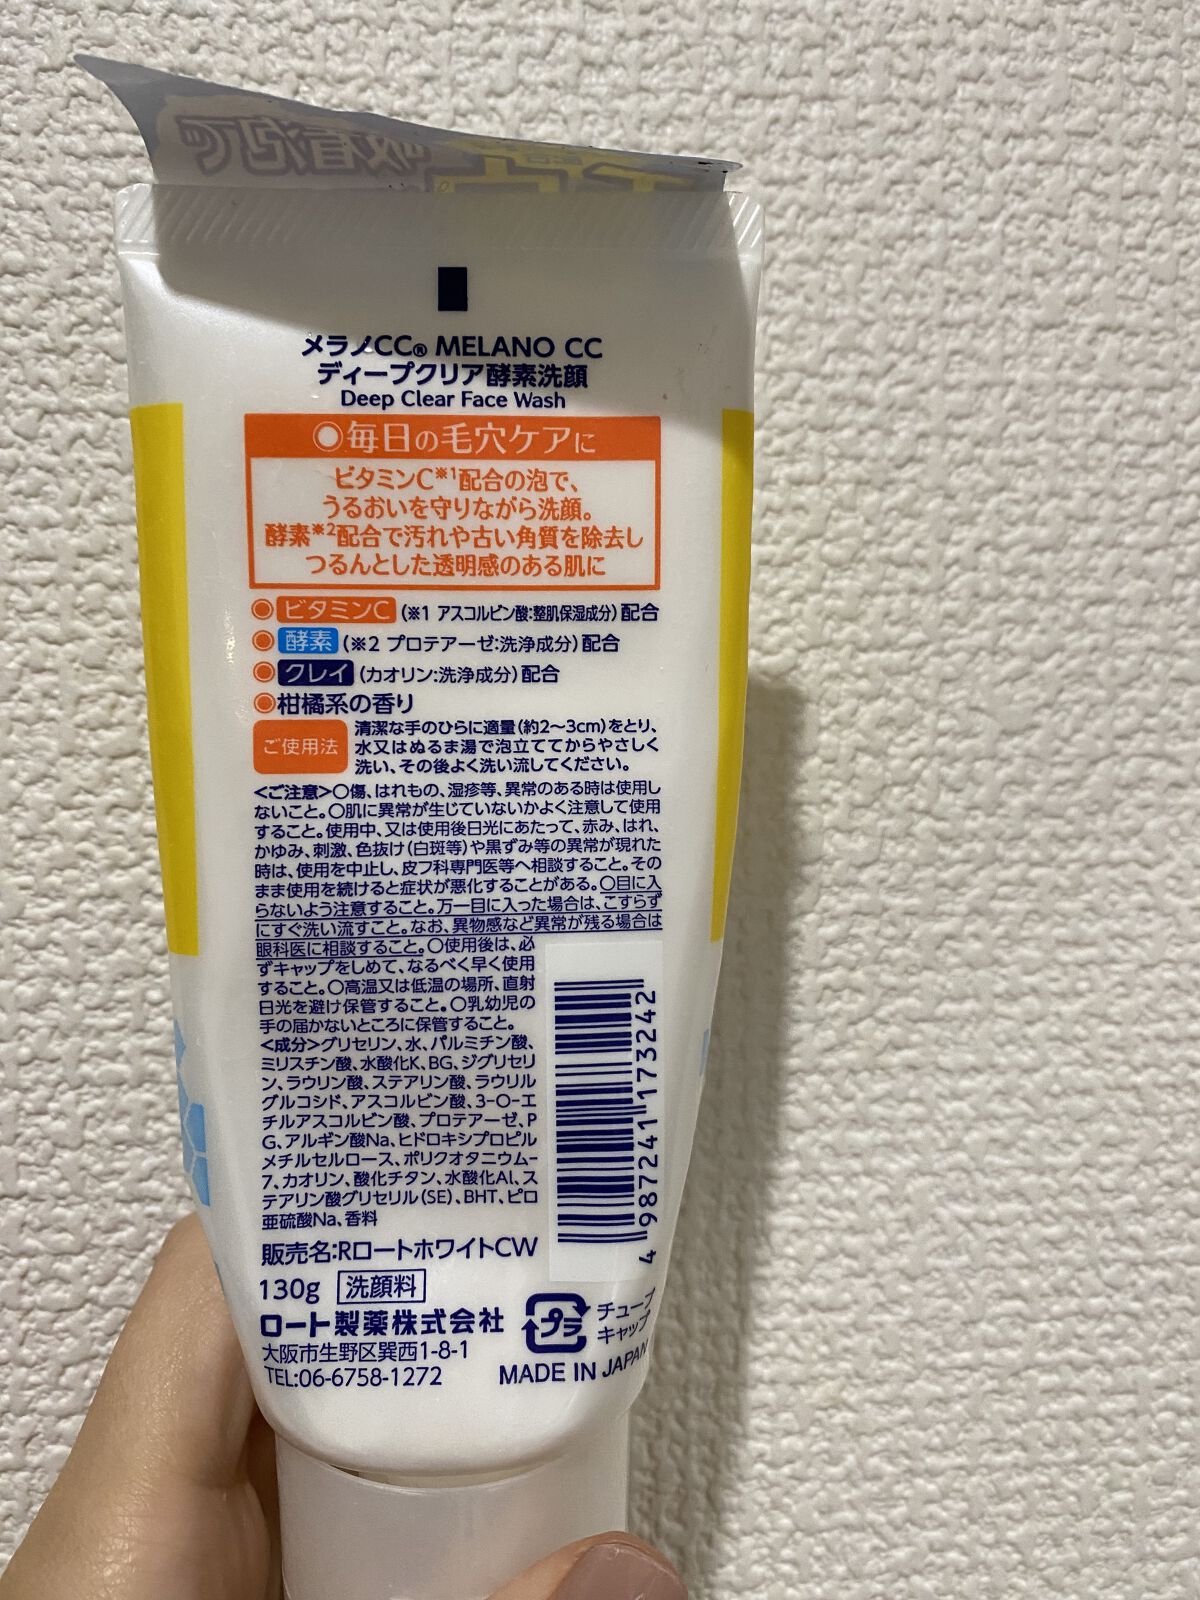 メラノCC® MELANO CC
ディープクリア酵素洗顔
Deep Clear Face Wash
◉毎日の毛穴ケアに
ビタミンC※1配合の泡で、
うるおいを守りながら洗顔。
酵素※2配合で汚れや古い角質を除去し
つるんとした透明感のある肌に
◉ビタミンC(※1 アスコルビン酸:整肌保湿成分)配合
◉酵素(※2 プロテアーゼ:洗浄成分)配合
◉クレイ(カオリン:洗浄成分)配合
◉柑橘系の香り
ご使用法
清潔な手のひらに適量(約2〜3cm)をとり、
水又はぬるま湯で泡立ててからやさしく
洗い、その後よく洗い流してください。
<ご注意>○傷、はれもの、湿疹等、異常のある時は使用し
ないこと。○肌に異常が生じていないかよく注意して使用
すること。使用中、又は使用後日光にあたって、赤み、はれ、
かゆみ、刺激、色抜け(白斑等)や黒ずみ等の異常が現れた
時は、使用を中止し、皮フ科専門医等へ相談すること。その
まま使用を続けると症状が悪化することがある。○目に入
らないよう注意すること。万一目に入った場合は、こすらず
にすぐ洗い流すこと。なお、異物感など異常が残る場合は
眼科医に相談すること。○使用後は、必
ずキャップをしめて、なるべく早く使用
すること。○高温又は低温の場所、直射
日光を避け保管すること。○乳幼児の
手の届かないところに保管すること。
<成分>グリセリン、水、パルミチン酸、
ミリスチン酸、水酸化K、BG、ジグリセリ
ン、ラウリン酸、ステアリン酸、ラウリル
グルコシド、アスコルビン酸、3-O-エ
チルアスコルビン酸、プロテアーゼ、P
G、アルギン酸Na、ヒドロキシプロピル
メチルセルロース、ポリクオタニウム-
7、カオリン、酸化チタン、水酸化Al、ス
テアリン酸グリセリル(SE)、BHT、ピロ
亜硫酸Na、香料
4 987241 173242
販売名:RロートホワイトCW
130g 洗顔料
ロート製薬株式会社
大阪市生野区巽西1-8-1
TEL:06-6758-1272
プラ
チューブ
キャップ
MADE IN JAPAN